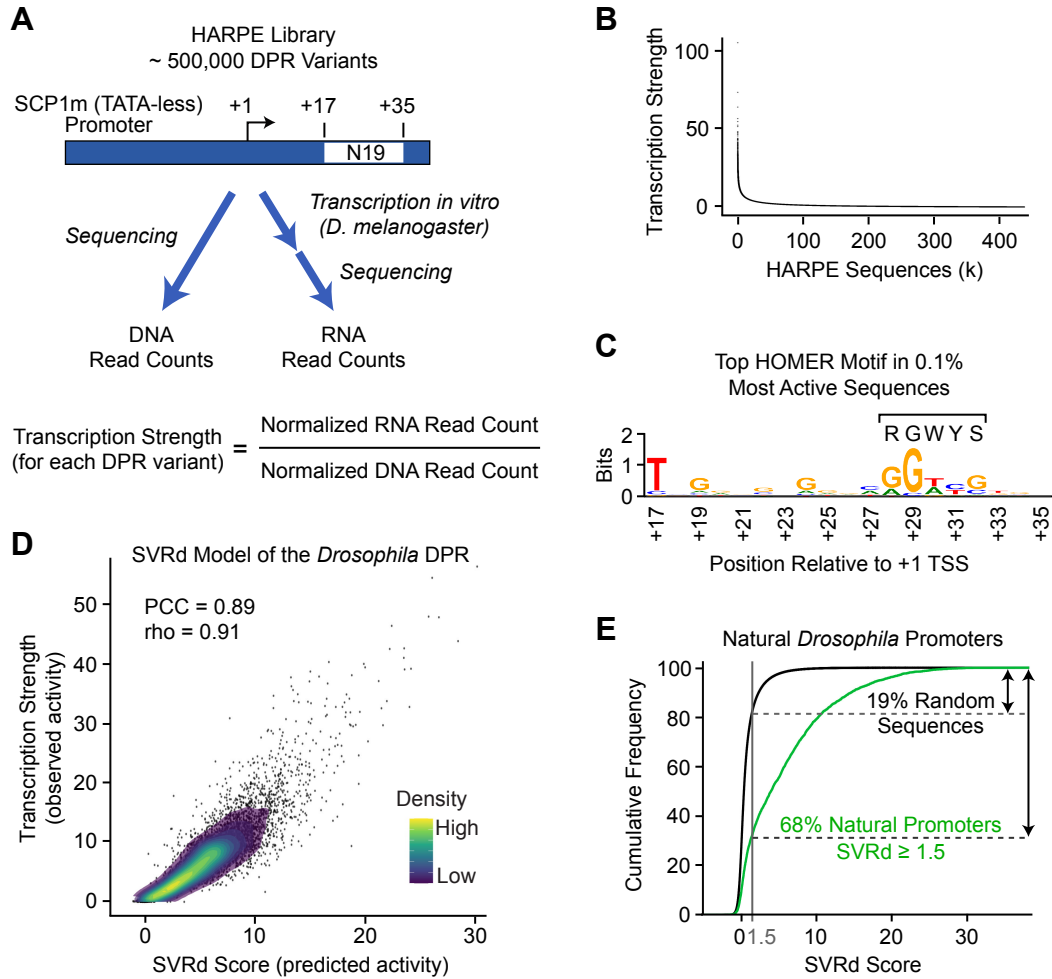 A
HARPE Library
~ 500,000 DPR Variants
SCP1m (TATA-less)
Promoter
+1
+17
+35
N19
Sequencing
Transcription in vitro
(D. melanogaster)
Sequencing
DNA
Read Counts
RNA
Read Counts
Transcription Strength
(for each DPR variant)
=
Normalized RNA Read Count
Normalized DNA Read Count
B
Transcription Strength
100
50
0
0 100 200 300 400
HARPE Sequences (k)
C
Top HOMER Motif in 0.1%
Most Active Sequences
R G W Y S
Bits
2
1
0
+17 +19 +21 +23 +25 +27 +29 +31 +33 +35
Position Relative to +1 TSS
D
SVRd Model of the Drosophila DPR
PCC = 0.89
rho = 0.91
Transcription Strength
(observed activity)
50
40
30
20
10
0
Density
High
Low
0 10 20 30
SVRd Score (predicted activity)
E
Natural Drosophila Promoters
Cumulative Frequency
100
80
60
40
20
0
19% Random
Sequences
68% Natural Promoters
SVRd ≥ 1.5
0 1.5 10 20 30
SVRd Score